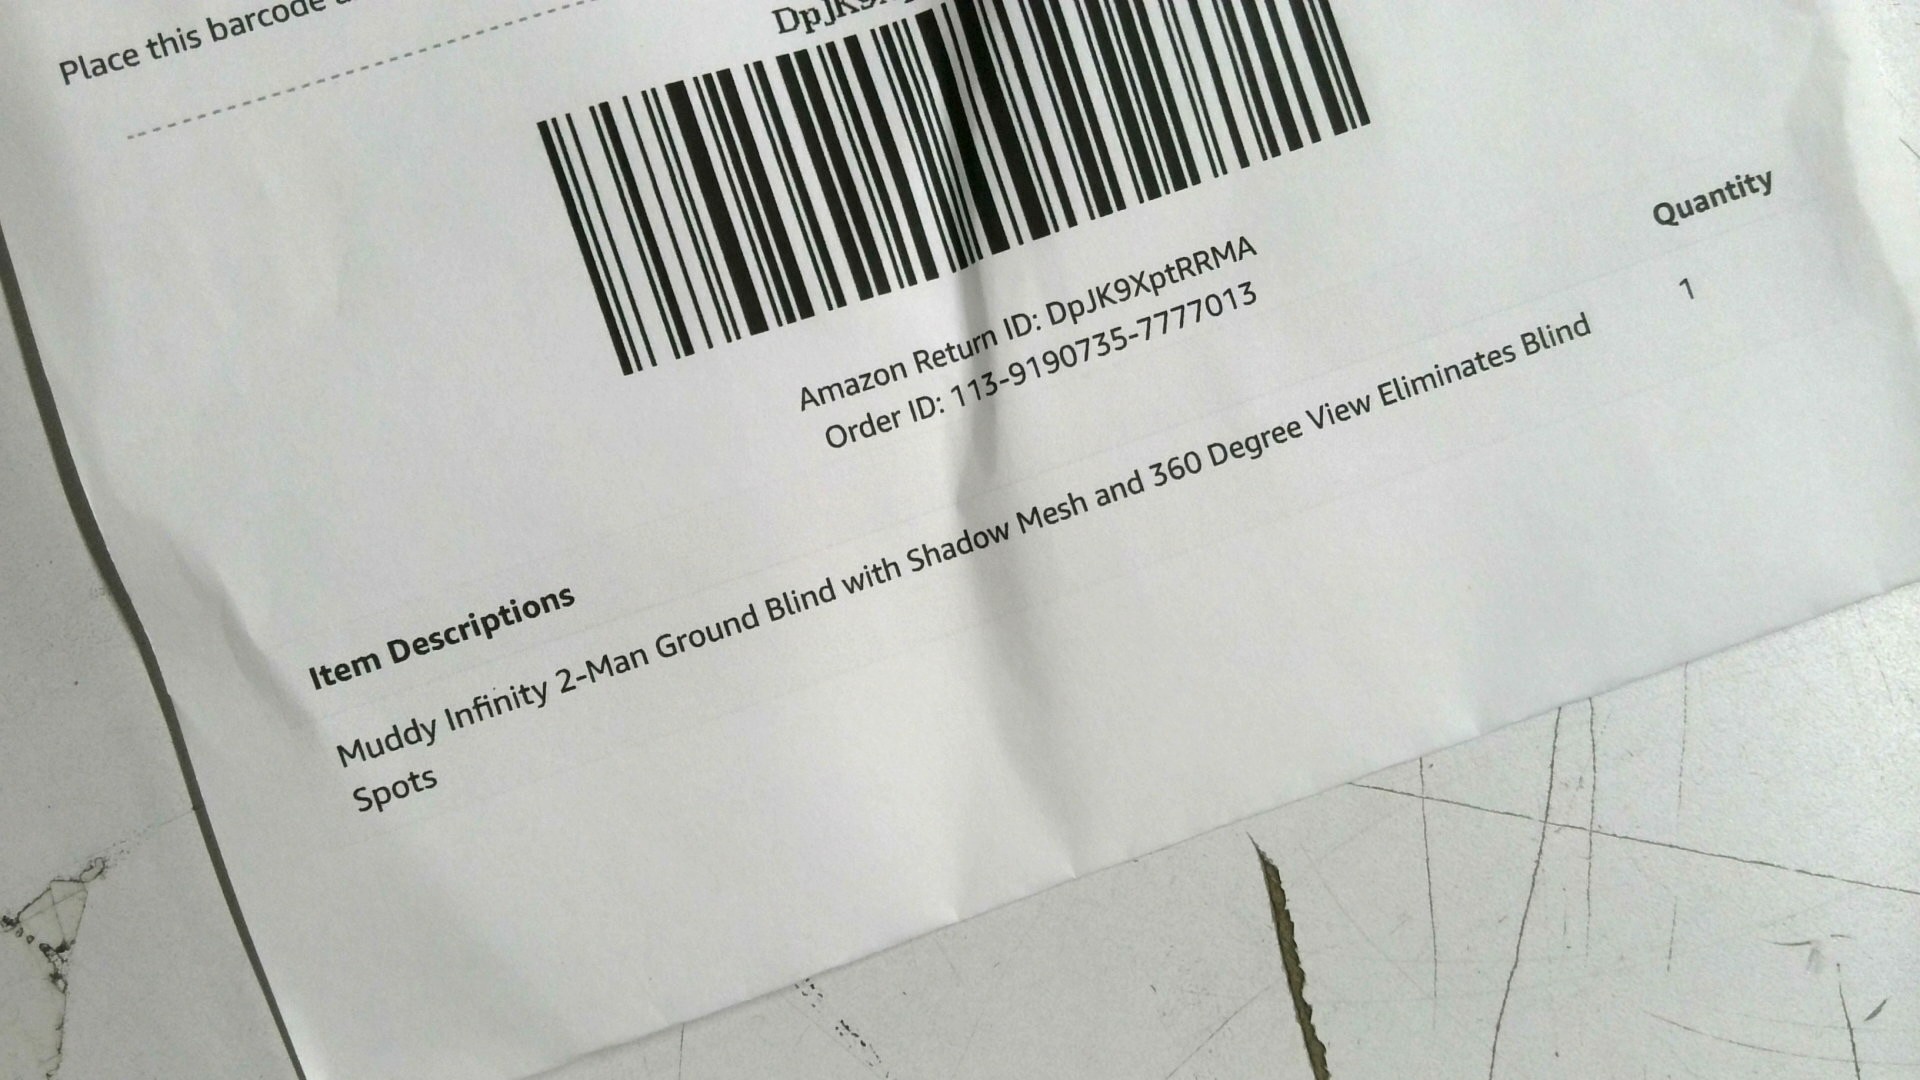 Place this barcode
Amazon Return ID: DpJK9XptRRMA
Order ID: 113-9190735-7777013
Item Descriptions
Quantity
Muddy Infinity 2-Man Ground Blind with Shadow Mesh and 360 Degree View Eliminates Blind
1
Spots